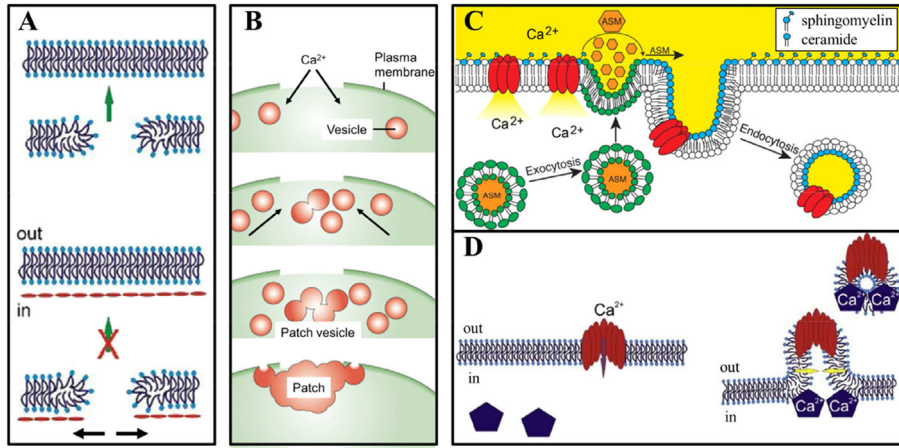 A
out
in
B
Ca2+
Plasma
membrane
Vesicle
Patch vesicle
Patch
C
Ca2+
ASM
ASM
sphingomyelin
ceramide
Ca2+
Ca2+
ASM
Exocytosis
ASM
Endocytosis
D
Ca2+
out
in
Ca2+
Ca2+
out
in
Ca2+
Ca2+